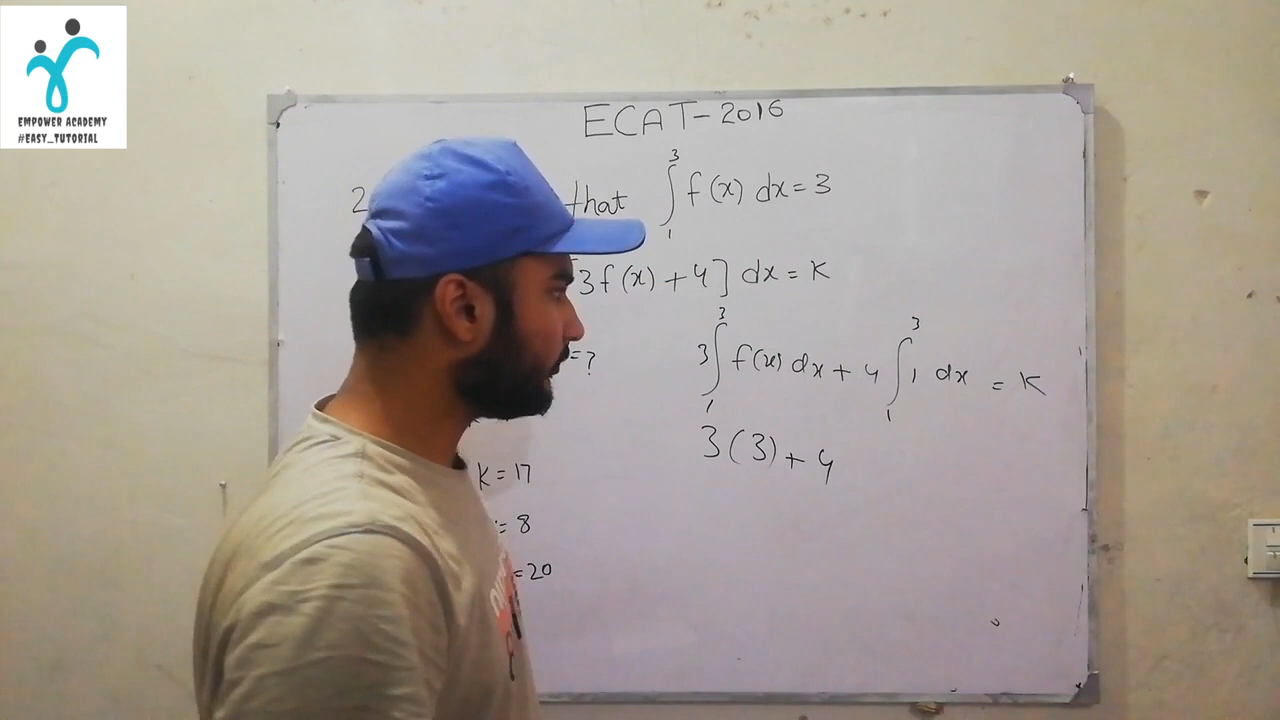 EMPOWER ACADEMY
#EASY_TUTORIAL
ECAT-2016
2 that ∫₁³ f(x) dx = 3
3f(x) + 4] dx = K
= ?
3 ∫₁³ f(x) dx + 4 ∫₁³ 1 dx = K
3(3) + 4
K = 17
= 8
= 20